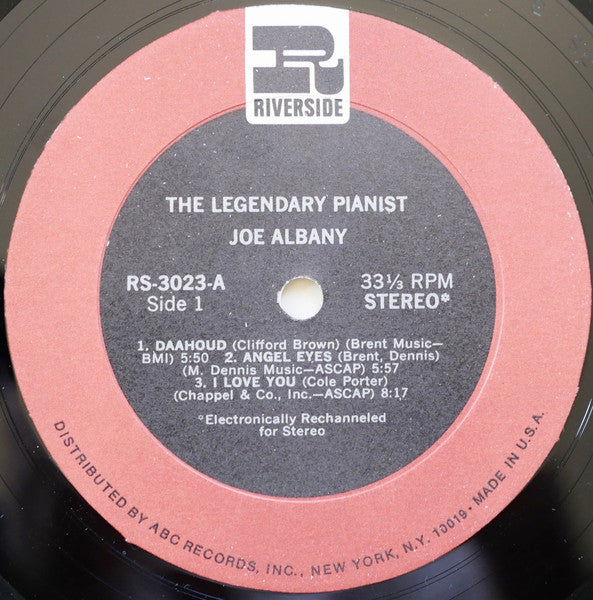 R
RIVERSIDE
THE LEGENDARY PIANIST
JOE ALBANY
RS-3023-A
Side 1
33⅓ RPM
STEREO*
1. DAAHOUD (Clifford Brown) (Brent Music—
BMI) 5:50 2. ANGEL EYES (Brent, Dennis)
(M. Dennis Music—ASCAP) 5:57
3. I LOVE YOU (Cole Porter)
(Chappel & Co., Inc.—ASCAP) 8:17
*Electronically Rechanneled
for Stereo
DISTRIBUTED BY ABC RECORDS, INC., NEW YORK, N.Y. 10019 - MADE IN U.S.A.